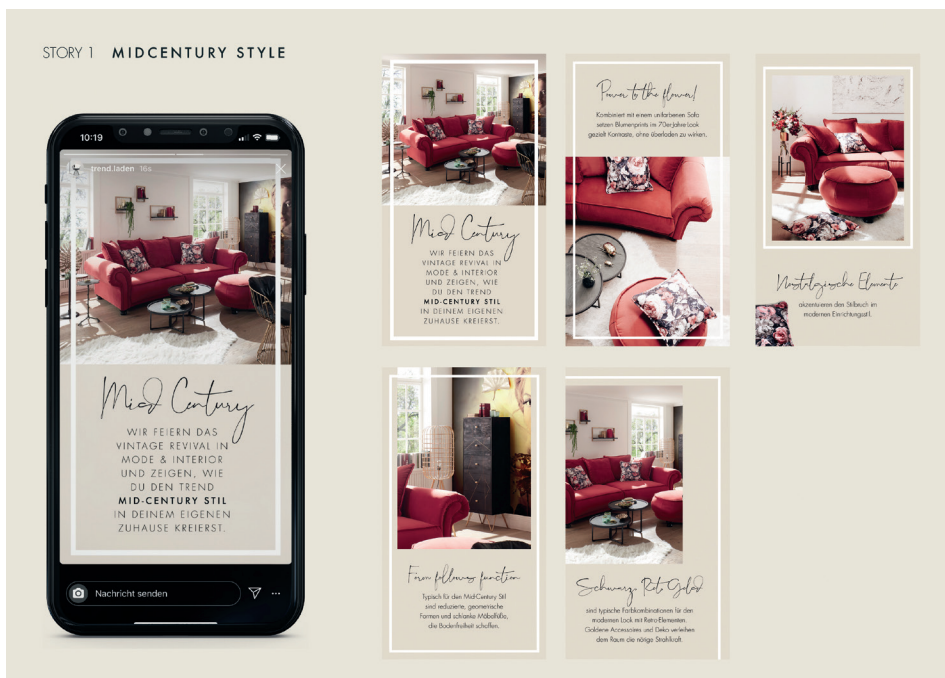 STORY 1 MIDCENTURY STYLE
10:19
trend.laden 16s
Mid Century
WIR FEIERN DAS
VINTAGE REVIVAL IN
MODE & INTERIOR
UND ZEIGEN, WIE
DU DEN TREND
MID-CENTURY STIL
IN DEINEM EIGENEN
ZUHAUSE KREIERST.
Nachricht senden
Mid Century
WIR FEIERN DAS
VINTAGE REVIVAL IN
MODE & INTERIOR
UND ZEIGEN, WIE
DU DEN TREND
MID-CENTURY STIL
IN DEINEM EIGENEN
ZUHAUSE KREIERST.
Power to the flower!
Kombiniert mit einem unifarbenen Sofa
setzen Blumenprints im 70erJahre Look
gezielt Kontraste, ohne überladen zu wirken.
Nostalgische Elemente
akzentuieren den Stilbruch im
modernen Einrichtungsstil.
Form follows function
Typisch für den Mid-Century Stil
sind reduzierte, geometrische
Formen und schlanke Möbelfüße,
die Bodenfreiheit schaffen.
Schwarz, Rot, Gold
sind typische Farbkombinationen für den
modernen Look mit Retro-Elementen.
Goldene Accessoires und Deko verleihen
dem Raum die nötige Strahlkraft.